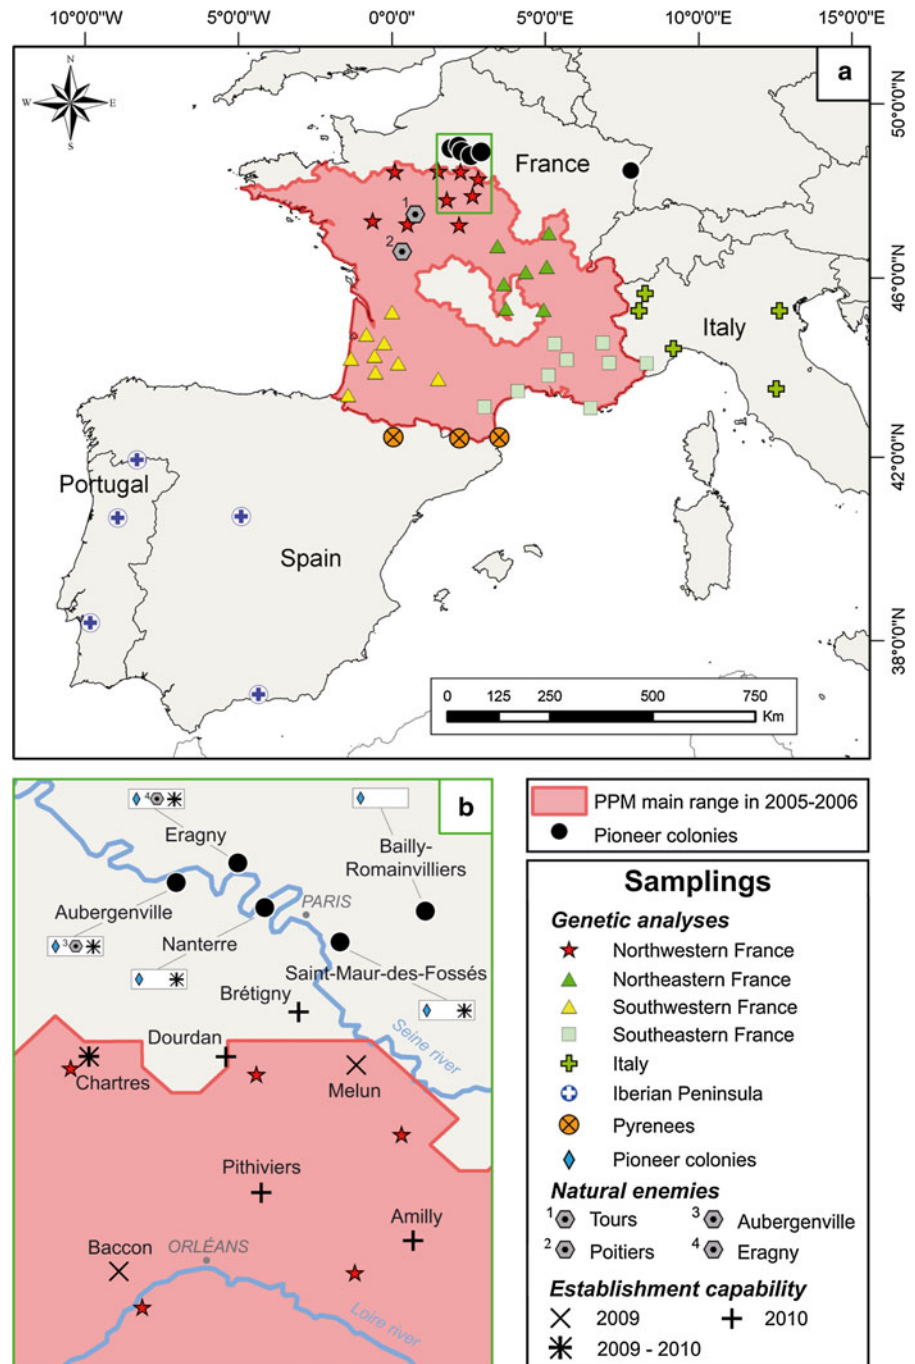 10°0'0"W 5°0'0"W 0°0'0" 5°0'0"E 10°0'0"E 15°0'0"E
a
N
W E
S
50°0'0"N
France
1
2
46°0'0"N
Italy
42°0'0"N
Portugal
Spain
38°0'0"N
0 125 250 500 750
Km
b
4
Eragny
Bailly-
Romainvilliers
PARIS
Aubergenville
3
Nanterre
Saint-Maur-des-Fossés
Brétigny
Seine river
Dourdan
Chartres
Melun
Pithiviers
Amilly
Baccon
ORLÉANS
Loire river
PPM main range in 2005-2006
Pioneer colonies
Samplings
Genetic analyses
Northwestern France
Northeastern France
Southwestern France
Southeastern France
Italy
Iberian Peninsula
Pyrenees
Pioneer colonies
Natural enemies
1 Tours 3 Aubergenville
2 Poitiers 4 Eragny
Establishment capability
2009 2010
2009 - 2010